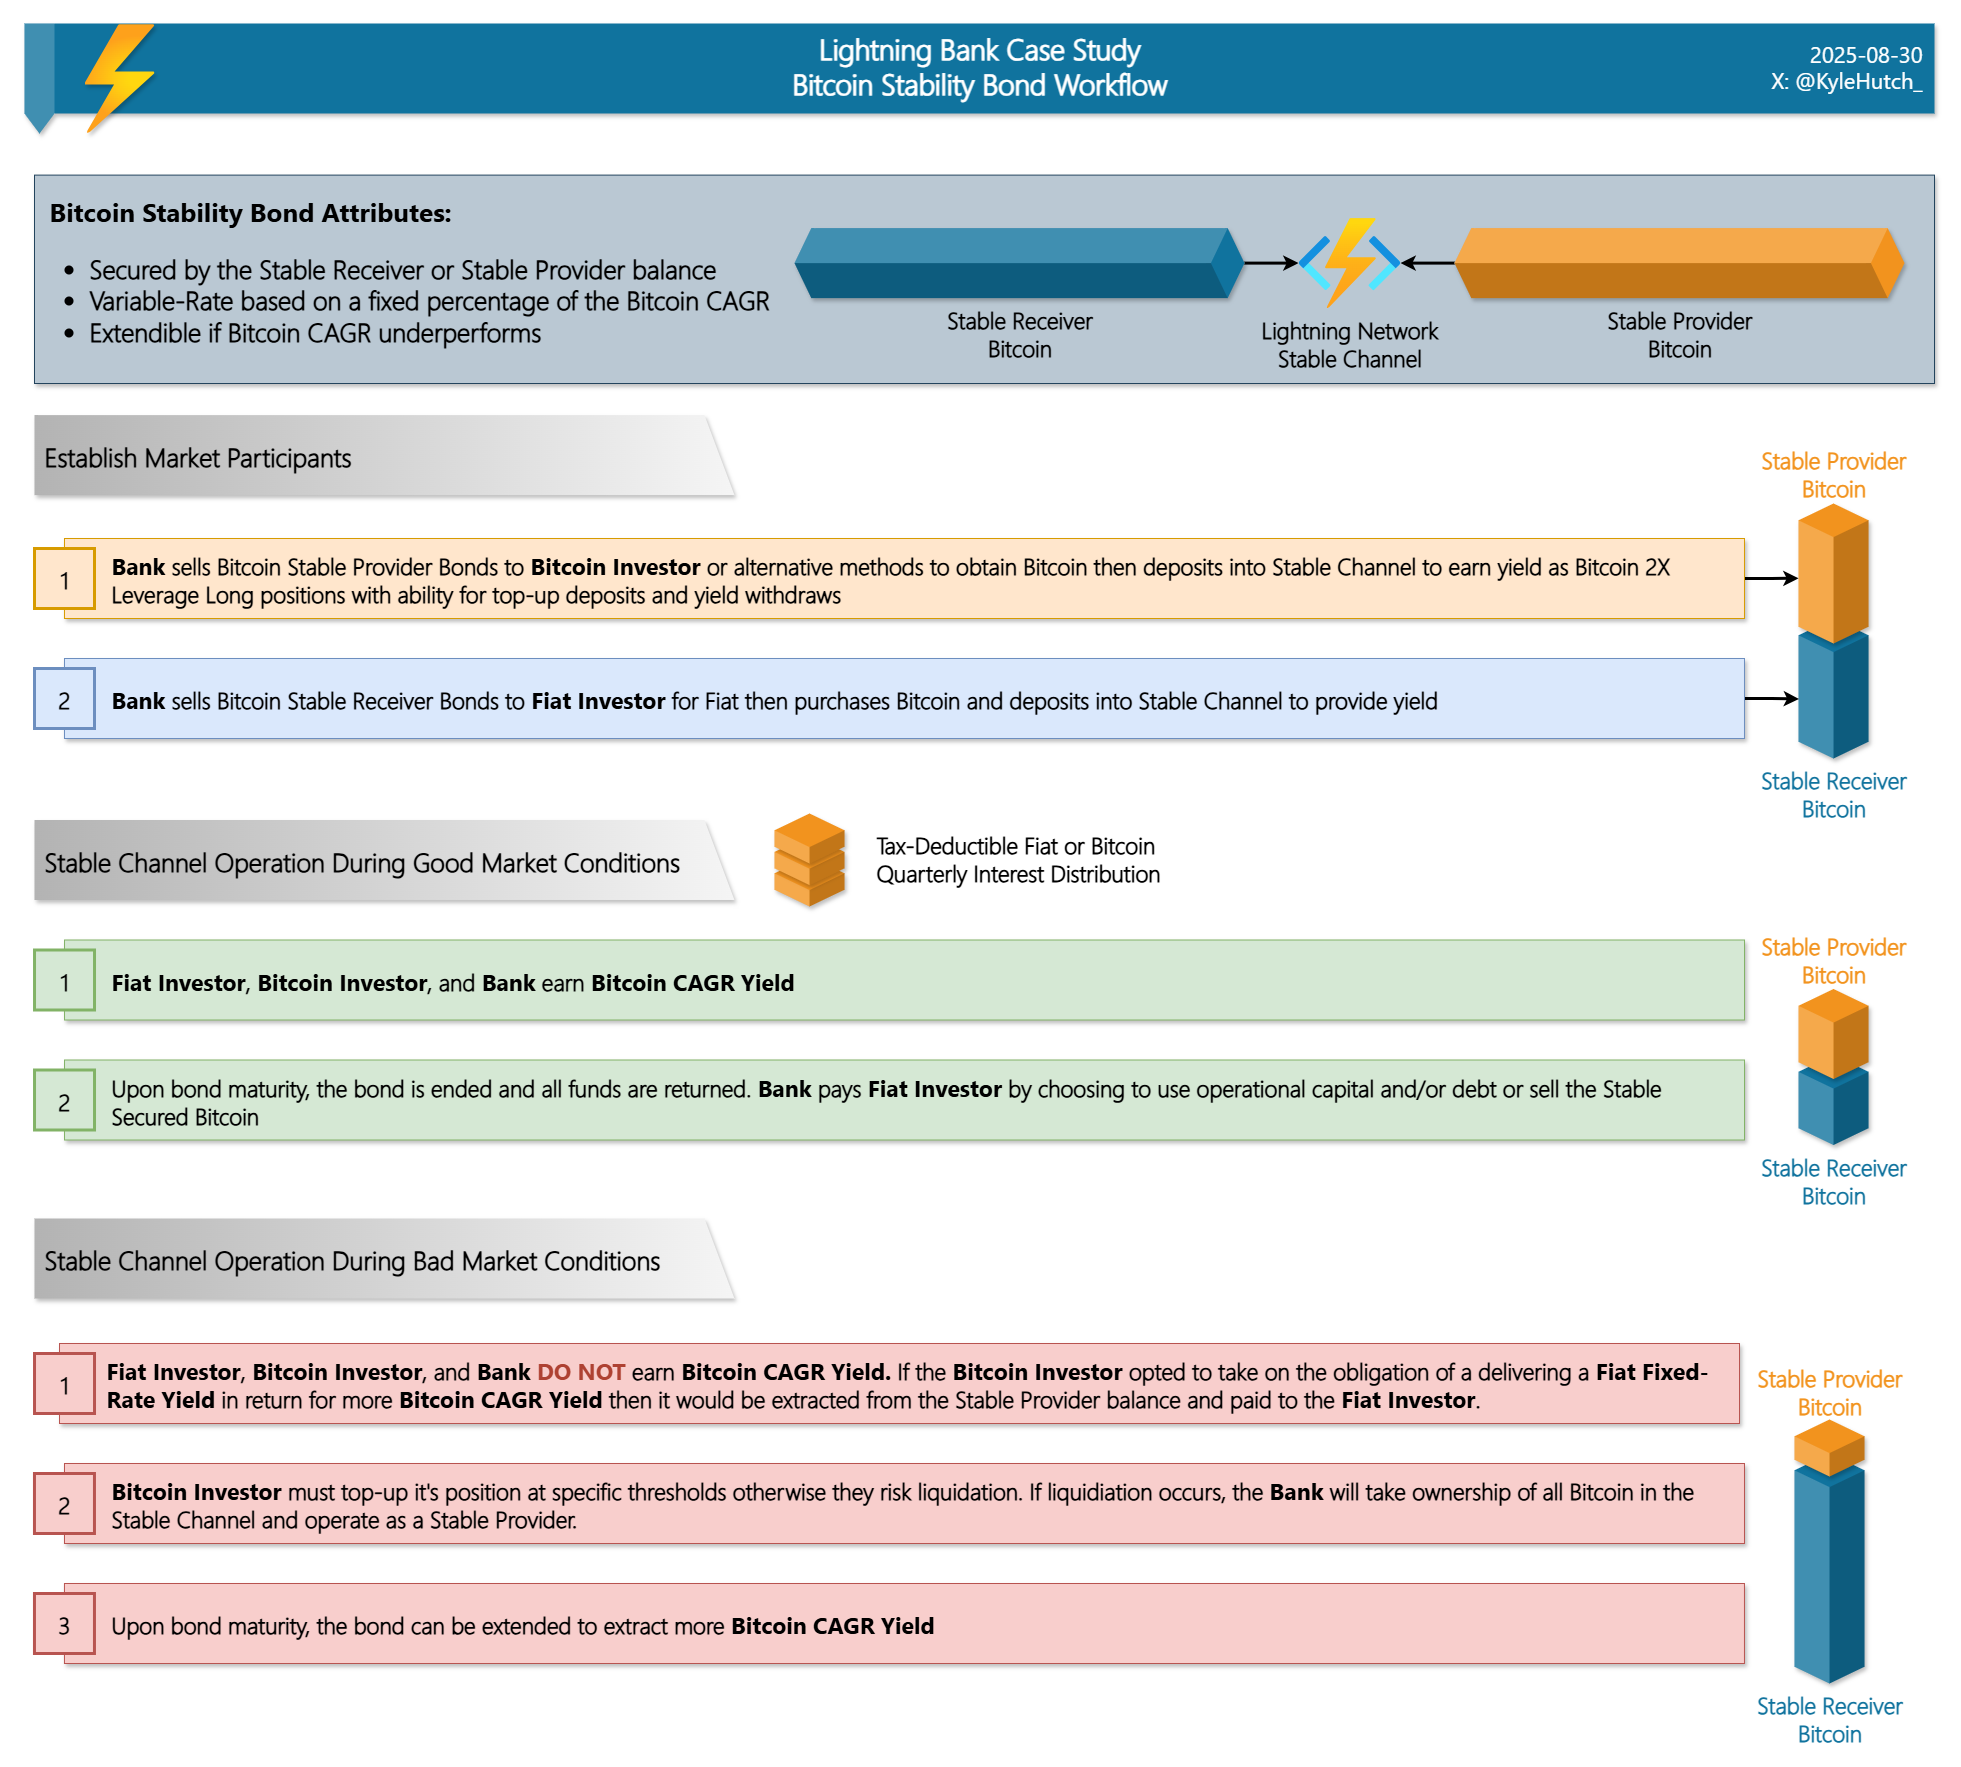 Lightning Bank Case Study
Bitcoin Stability Bond Workflow
2025-08-30
X: @KyleHutch_
Bitcoin Stability Bond Attributes:
• Secured by the Stable Receiver or Stable Provider balance
• Variable-Rate based on a fixed percentage of the Bitcoin CAGR
• Extendible if Bitcoin CAGR underperforms
Stable Receiver
Bitcoin
Lightning Network
Stable Channel
Stable Provider
Bitcoin
Establish Market Participants
Stable Provider
Bitcoin
1
Bank sells Bitcoin Stable Provider Bonds to Bitcoin Investor or alternative methods to obtain Bitcoin then deposits into Stable Channel to earn yield as Bitcoin 2X
Leverage Long positions with ability for top-up deposits and yield withdraws
2
Bank sells Bitcoin Stable Receiver Bonds to Fiat Investor for Fiat then purchases Bitcoin and deposits into Stable Channel to provide yield
Stable Receiver
Bitcoin
Stable Channel Operation During Good Market Conditions
Tax-Deductible Fiat or Bitcoin
Quarterly Interest Distribution
Stable Provider
Bitcoin
1
Fiat Investor, Bitcoin Investor, and Bank earn Bitcoin CAGR Yield
2
Upon bond maturity, the bond is ended and all funds are returned. Bank pays Fiat Investor by choosing to use operational capital and/or debt or sell the Stable
Secured Bitcoin
Stable Receiver
Bitcoin
Stable Channel Operation During Bad Market Conditions
1
Fiat Investor, Bitcoin Investor, and Bank DO NOT earn Bitcoin CAGR Yield. If the Bitcoin Investor opted to take on the obligation of a delivering a Fiat Fixed-
Rate Yield in return for more Bitcoin CAGR Yield then it would be extracted from the Stable Provider balance and paid to the Fiat Investor.
Stable Provider
Bitcoin
2
Bitcoin Investor must top-up it's position at specific thresholds otherwise they risk liquidation. If liquidiation occurs, the Bank will take ownership of all Bitcoin in the
Stable Channel and operate as a Stable Provider.
3
Upon bond maturity, the bond can be extended to extract more Bitcoin CAGR Yield
Stable Receiver
Bitcoin